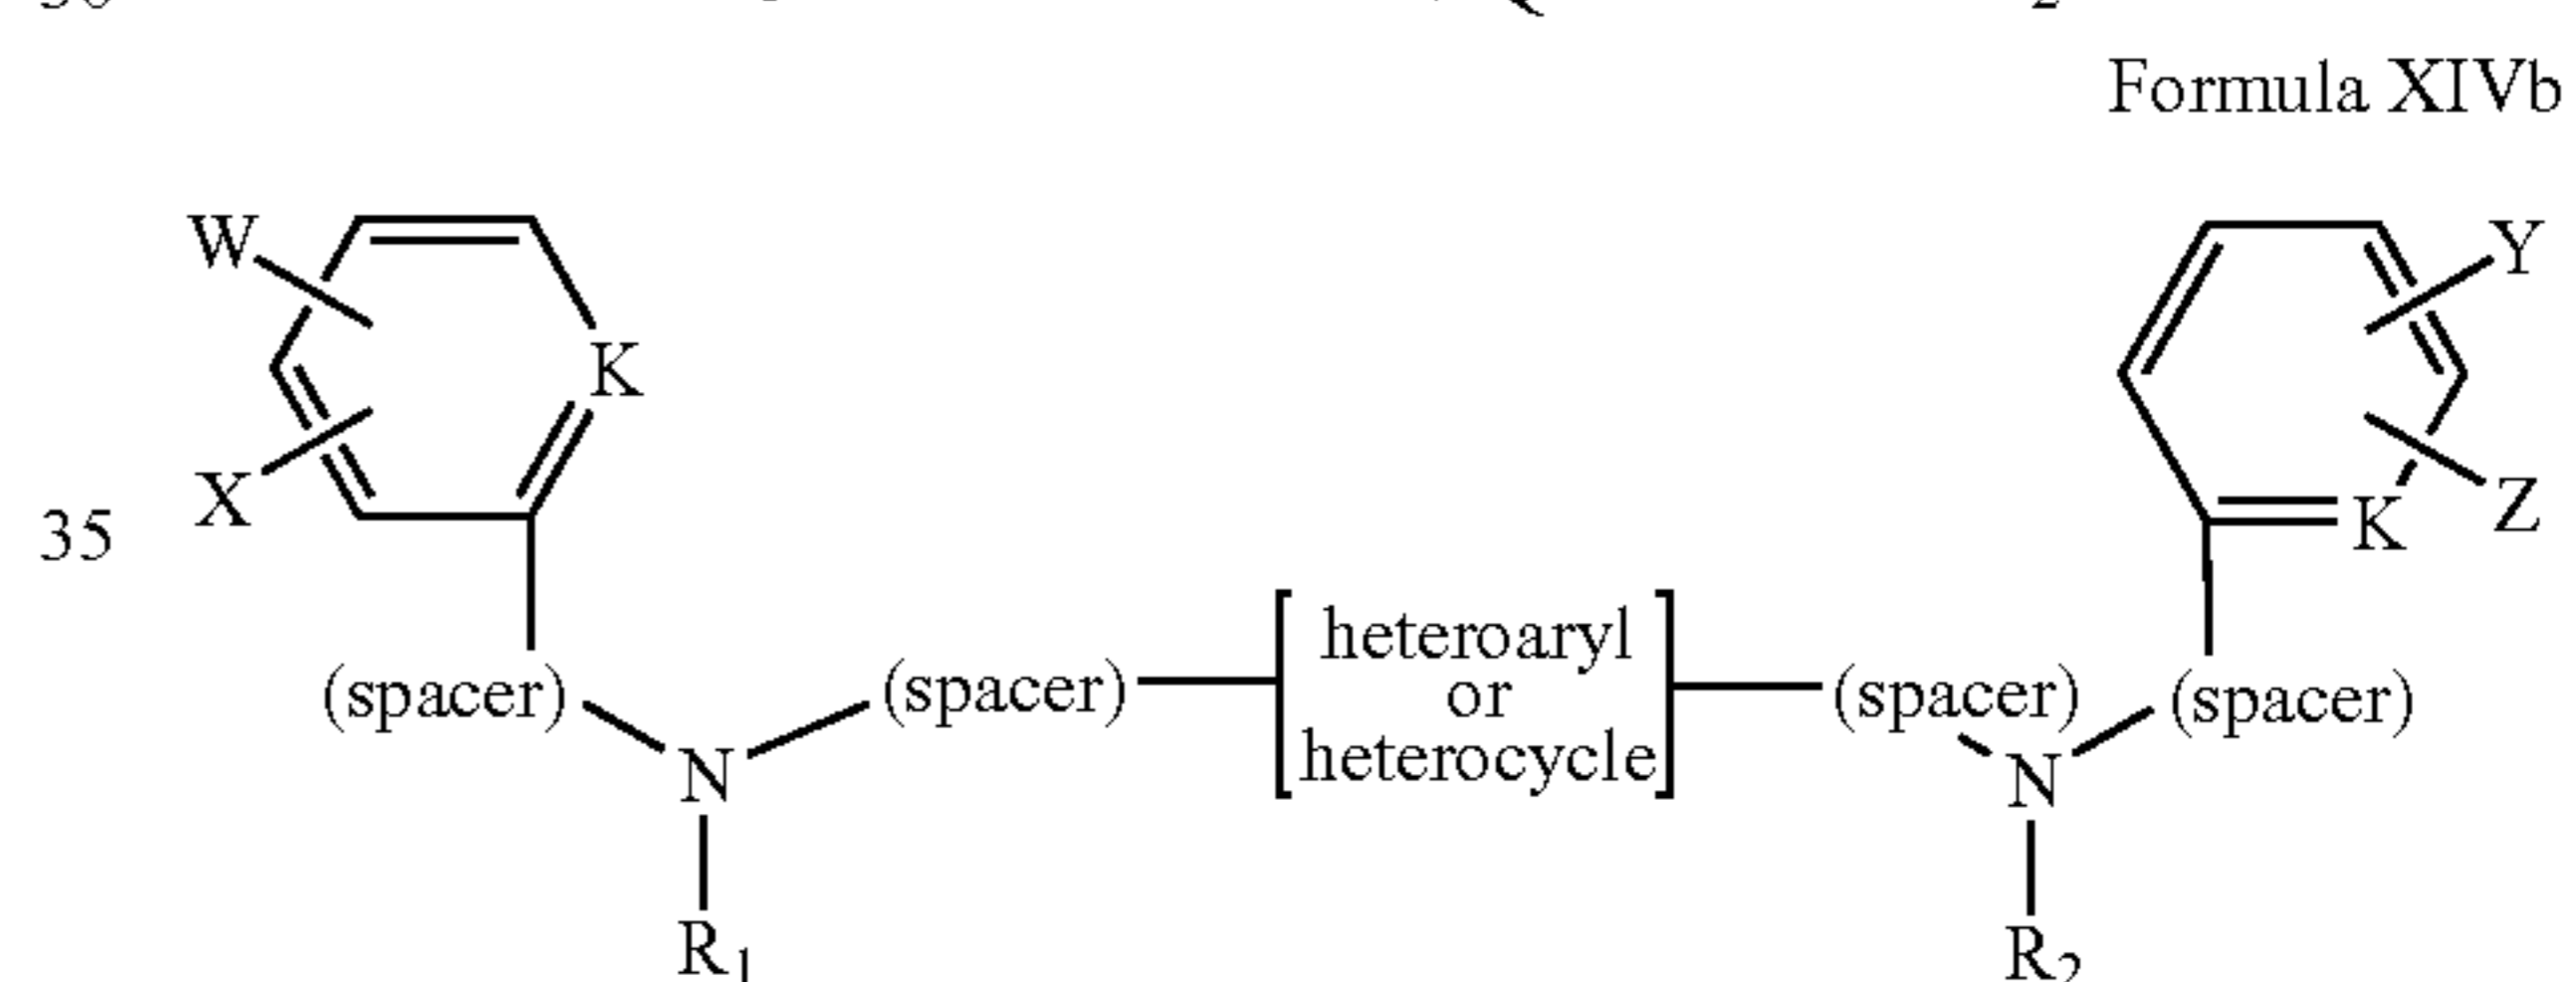 Formula XIVb
W
Y
K
X
Z
35
K
heteroaryl
(spacer) (spacer) or (spacer) (spacer)
heterocycle
N N
R1 R2